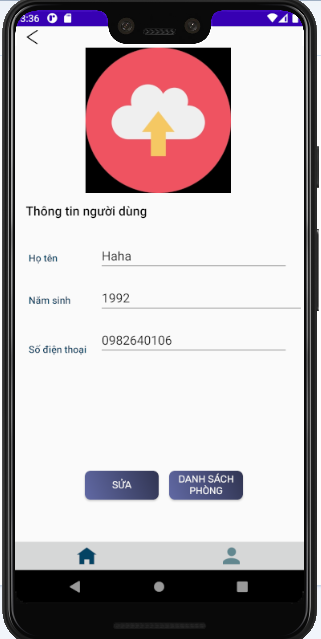 8:36
Thông tin người dùng
Họ tên Haha
Năm sinh 1992
Số điện thoại 0982640106
SỬA
DANH SÁCH
PHÒNG